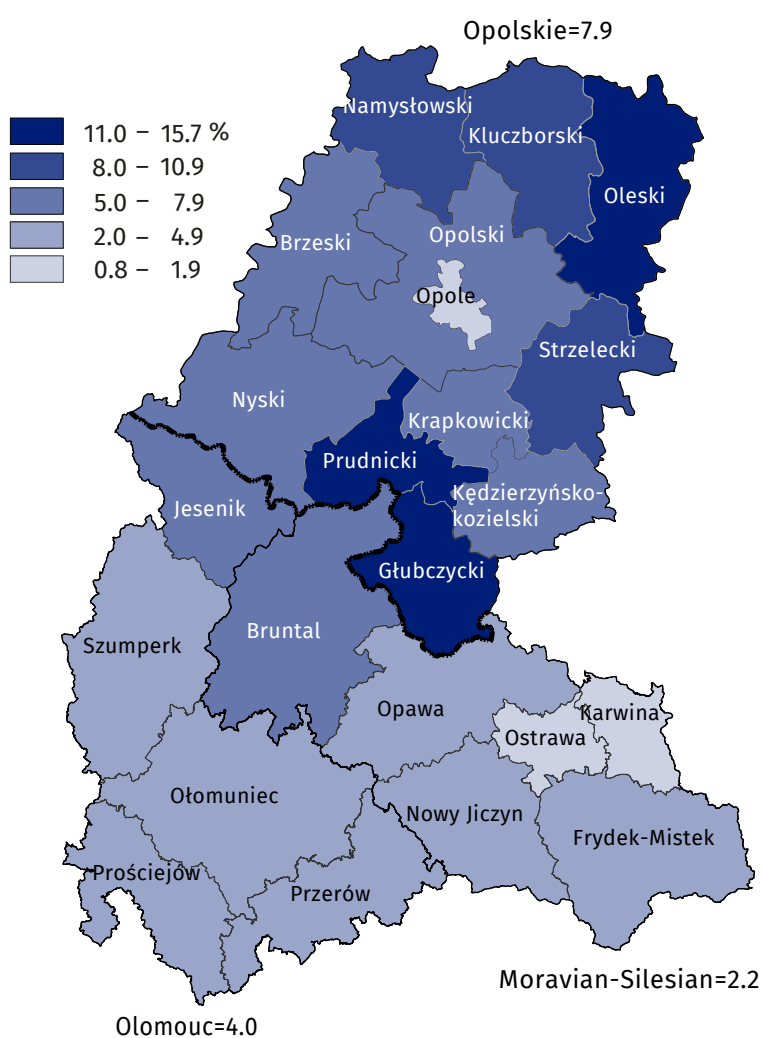 Opolskie=7.9
11.0 – 15.7 %
8.0 – 10.9
5.0 – 7.9
2.0 – 4.9
0.8 – 1.9
Namysłowski
Kluczborski
Oleski
Brzeski
Opolski
Opole
Strzelecki
Nyski
Krapkowicki
Prudnicki
Kędzierzyńsko-
kozielski
Jesenik
Głubczycki
Bruntal
Szumperk
Opawa
Karwina
Ostrawa
Ołomuniec
Nowy Jiczyn
Frydek-Mistek
Prościejów
Przerów
Moravian-Silesian=2.2
Olomouc=4.0